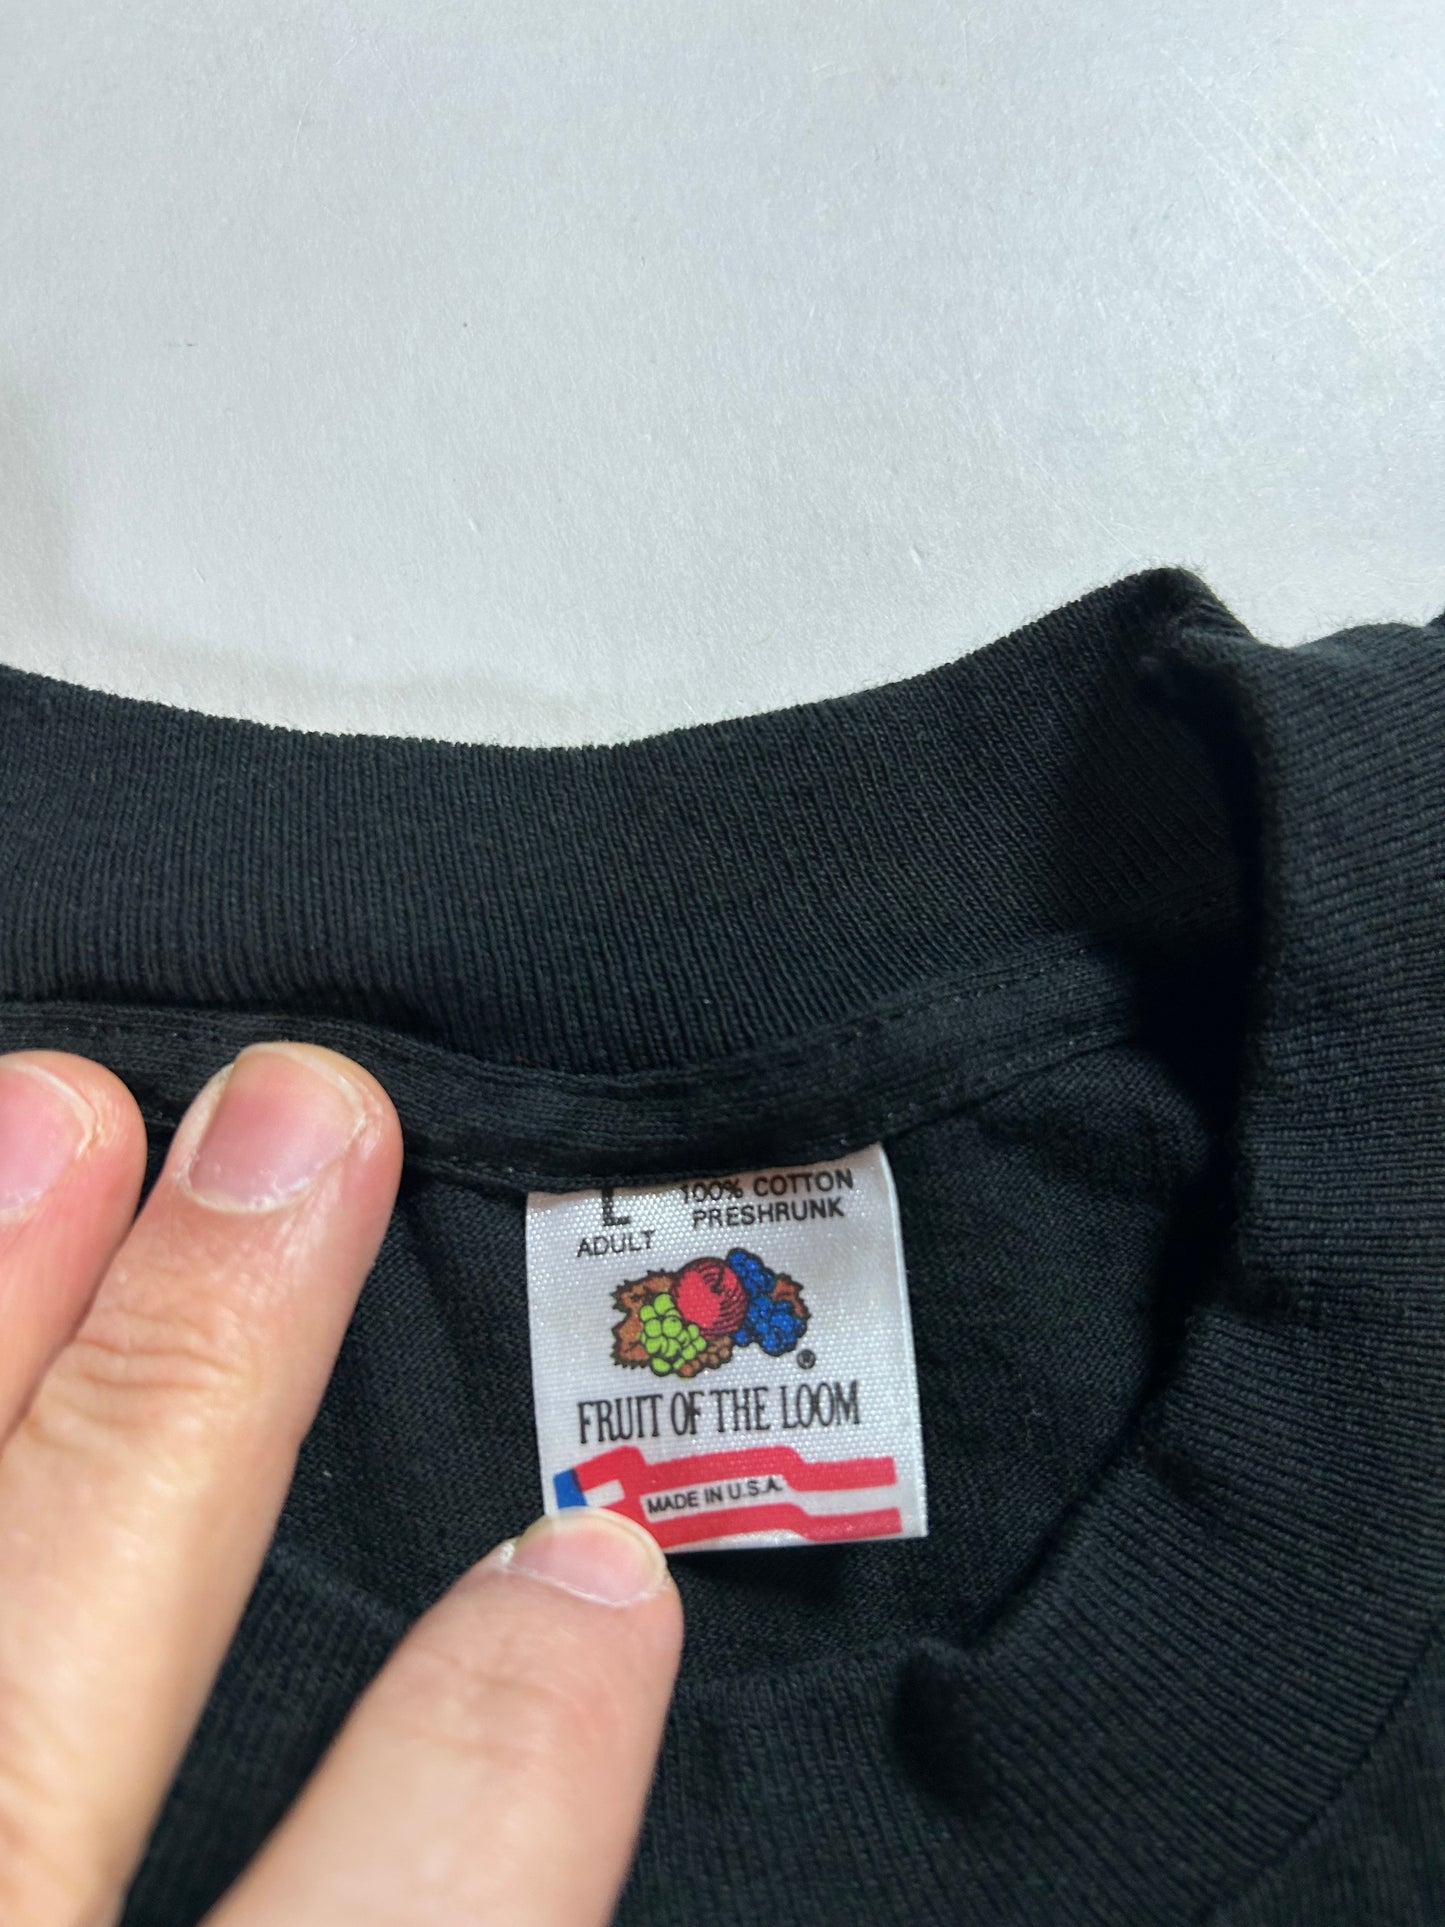 L 100% COTTON
ADULT PRESHRUNK
®
FRUIT OF THE LOOM
MADE IN U.S.A.